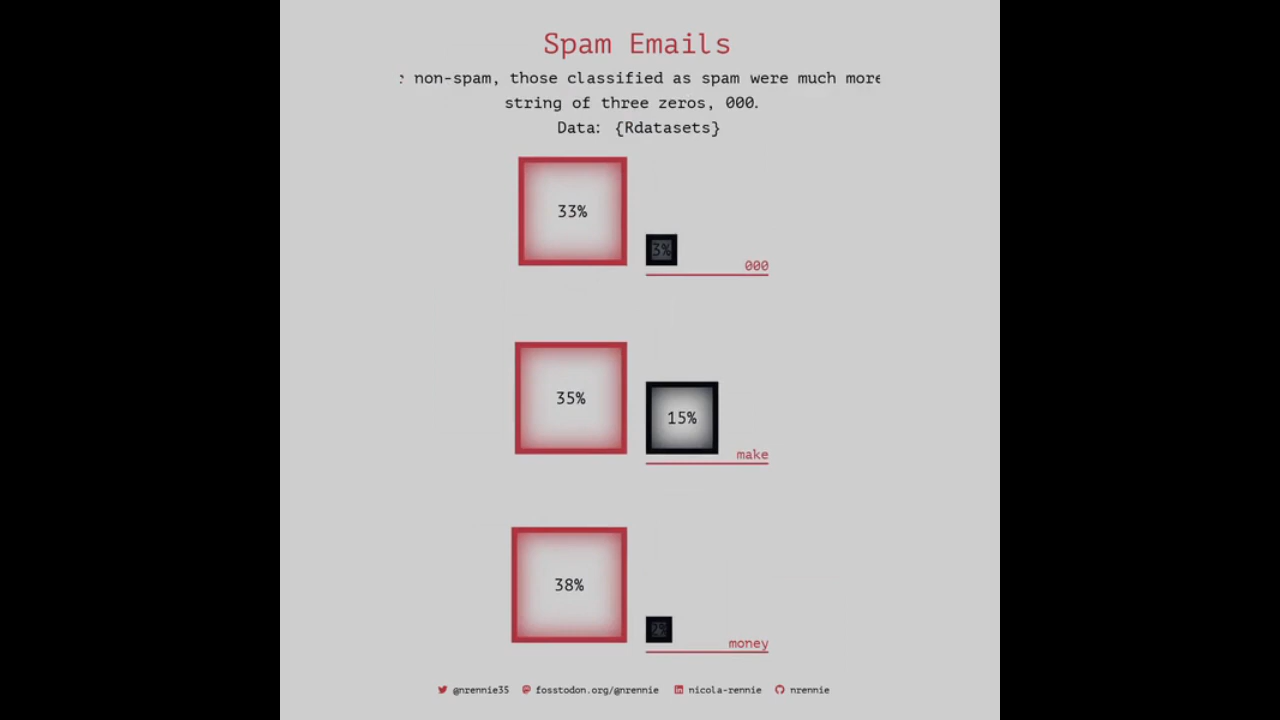 Spam Emails
non-spam, those classified as spam were much more
string of three zeros, 000.
Data: {Rdatasets}
33%
3%
000
35%
15%
make
38%
money
@nrennie35 fosstodon.org/@nrennie nicola-rennie nrennie